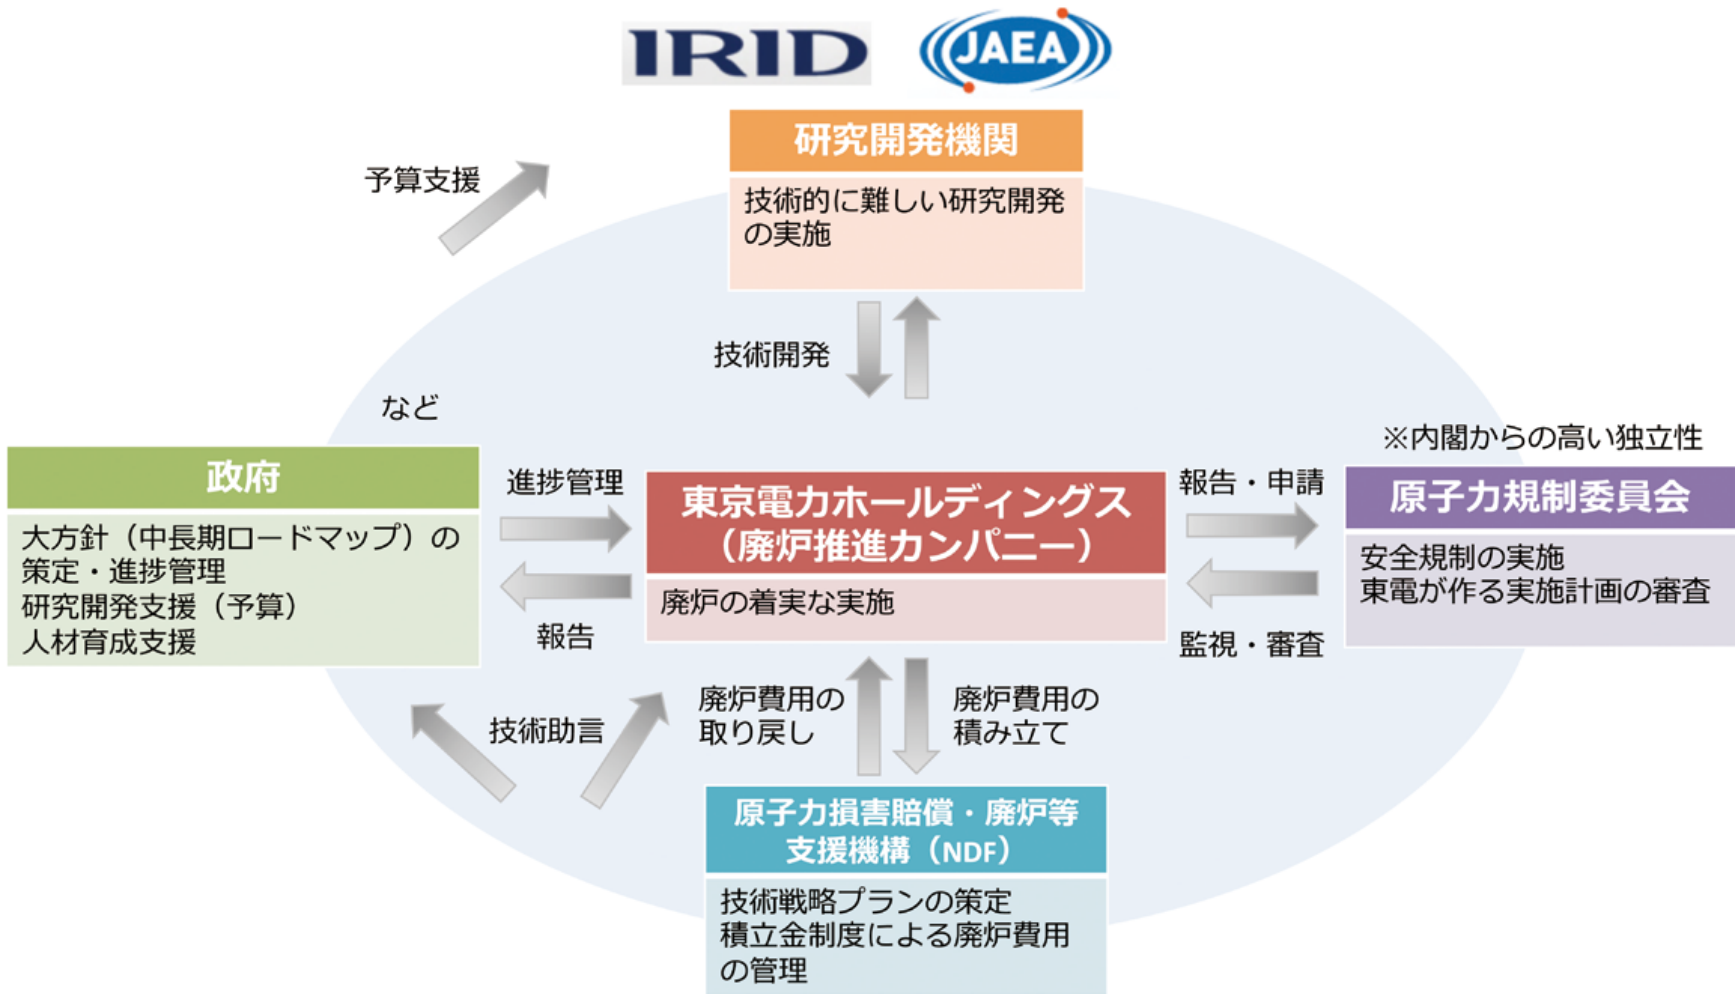 IRID
JAEA
研究開発機関
技術的に難しい研究開発
の実施
予算支援
技術開発
など
政府
大方針（中長期ロードマップ）の
策定・進捗管理
研究開発支援（予算）
人材育成支援
進捗管理
報告
東京電力ホールディングス
（廃炉推進カンパニー）
廃炉の着実な実施
報告・申請
監視・審査
※内閣からの高い独立性
原子力規制委員会
安全規制の実施
東電が作る実施計画の審査
技術助言
廃炉費用の
取り戻し
廃炉費用の
積み立て
原子力損害賠償・廃炉等
支援機構（NDF）
技術戦略プランの策定
積立金制度による廃炉費用
の管理